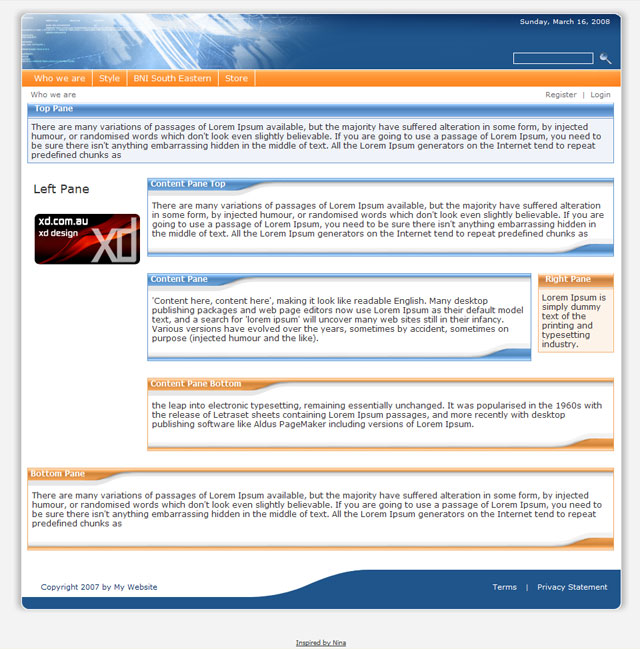 Sunday, March 16, 2008
Who we are | Style | BNI South Eastern | Store
Who we are
Register | Login
Top Pane
There are many variations of passages of Lorem Ipsum available, but the majority have suffered alteration in some form, by injected
humour, or randomised words which don't look even slightly believable. If you are going to use a passage of Lorem Ipsum, you need to
be sure there isn't anything embarrassing hidden in the middle of text. All the Lorem Ipsum generators on the Internet tend to repeat
predefined chunks as
Left Pane
xd.com.au
xd design
xd
Content Pane Top
There are many variations of passages of Lorem Ipsum available, but the majority have suffered alteration
in some form, by injected humour, or randomised words which don't look even slightly believable. If you are
going to use a passage of Lorem Ipsum, you need to be sure there isn't anything embarrassing hidden in
the middle of text. All the Lorem Ipsum generators on the Internet tend to repeat predefined chunks as
Content Pane
'Content here, content here', making it look like readable English. Many desktop
publishing packages and web page editors now use Lorem Ipsum as their default model
text, and a search for 'lorem ipsum' will uncover many web sites still in their infancy.
Various versions have evolved over the years, sometimes by accident, sometimes on
purpose (injected humour and the like).
Right Pane
Lorem Ipsum is
simply dummy
text of the
printing and
typesetting
industry.
Content Pane Bottom
the leap into electronic typesetting, remaining essentially unchanged. It was popularised in the 1960s with
the release of Letraset sheets containing Lorem Ipsum passages, and more recently with desktop
publishing software like Aldus PageMaker including versions of Lorem Ipsum.
Bottom Pane
There are many variations of passages of Lorem Ipsum available, but the majority have suffered alteration in some form, by injected
humour, or randomised words which don't look even slightly believable. If you are going to use a passage of Lorem Ipsum, you need to
be sure there isn't anything embarrassing hidden in the middle of text. All the Lorem Ipsum generators on the Internet tend to repeat
predefined chunks as
Copyright 2007 by My Website
Terms | Privacy Statement
Inspired by Nina